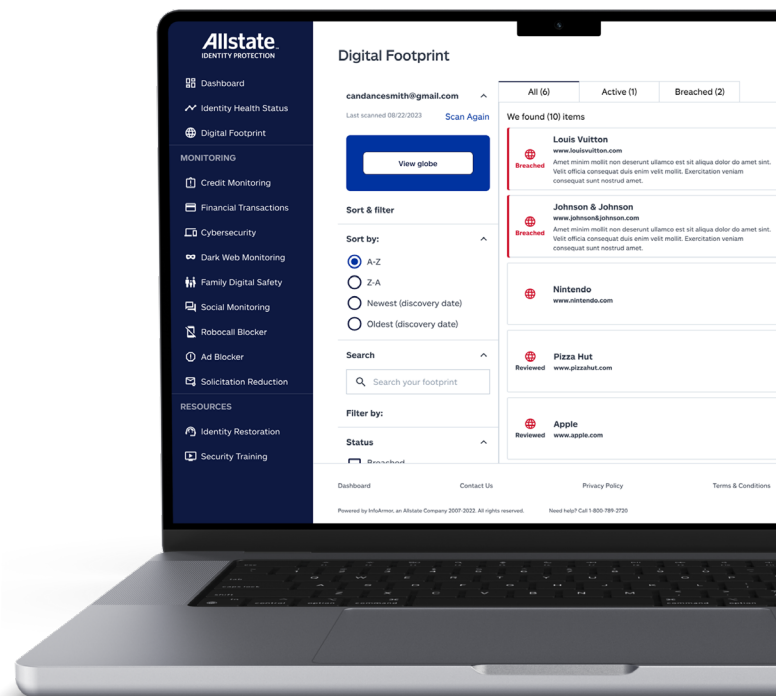 Allstate
IDENTITY PROTECTION
Dashboard
Identity Health Status
Digital Footprint
MONITORING
Credit Monitoring
Financial Transactions
Cybersecurity
Dark Web Monitoring
Family Digital Safety
Social Monitoring
Robocall Blocker
Ad Blocker
Solicitation Reduction
RESOURCES
Identity Restoration
Security Training
Digital Footprint
candancesmith@gmail.com
Last scanned 08/22/2023
Scan Again
View globe
Sort & filter
Sort by:
A-Z
Z-A
Newest (discovery date)
Oldest (discovery date)
Search
Search your footprint
Filter by:
Status
Breached
All (6)
Active (1)
Breached (2)
We found (10) items
Breached
Louis Vuitton
www.louisvuitton.com
Amet minim mollit non deserunt ullamco est sit aliqua dolor do amet sint.
Velit officia consequat duis enim velit mollit. Exercitation veniam
consequat sunt nostrud amet.
Breached
Johnson & Johnson
www.johnson&johnson.com
Amet minim mollit non deserunt ullamco est sit aliqua dolor do amet sint.
Velit officia consequat duis enim velit mollit. Exercitation veniam
consequat sunt nostrud amet.
Nintendo
www.nintendo.com
Reviewed
Pizza Hut
www.pizzahut.com
Reviewed
Apple
www.apple.com
Dashboard
Contact Us
Privacy Policy
Terms & Conditions
Powered by InfoArmor, an Allstate Company 2007-2022. All rights reserved.
Need help? Call 1-800-789-2720